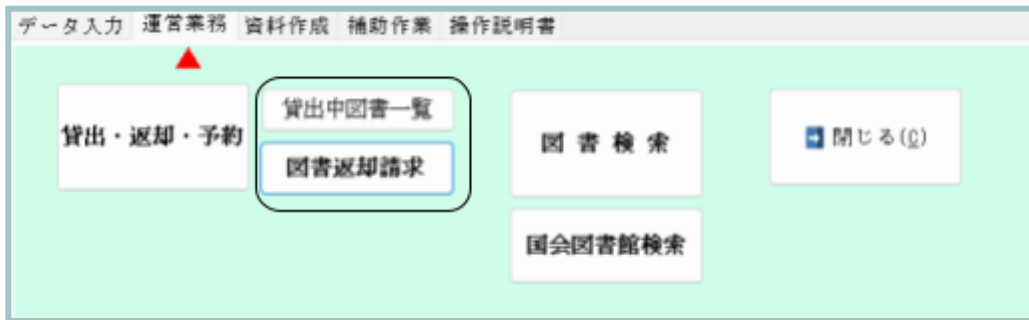 データ入力 運営業務 資料作成 補助作業 操作説明書
貸出・返却・予約
貸出中図書一覧
図書返却請求
図 書 検 索
国会図書館検索
閉じる(C)